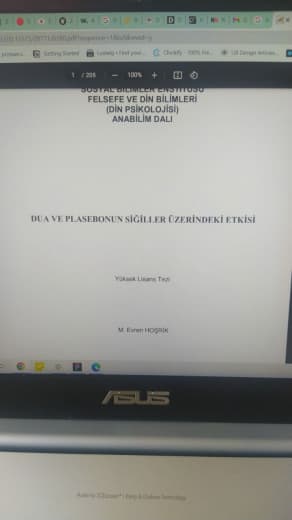 Getting Started
1 / 205 — 100% +
SOSYAL BİLİMLER ENSTİTÜSÜ
FELSEFE VE DİN BİLİMLERİ
(DİN PSİKOLOJİSİ)
ANABİLİM DALI
DUA VE PLASEBONUN SİĞİLLER ÜZERİNDEKİ ETKİSİ
Yüksek Lisans Tezi
M. Evren HOŞRİK
ASUS